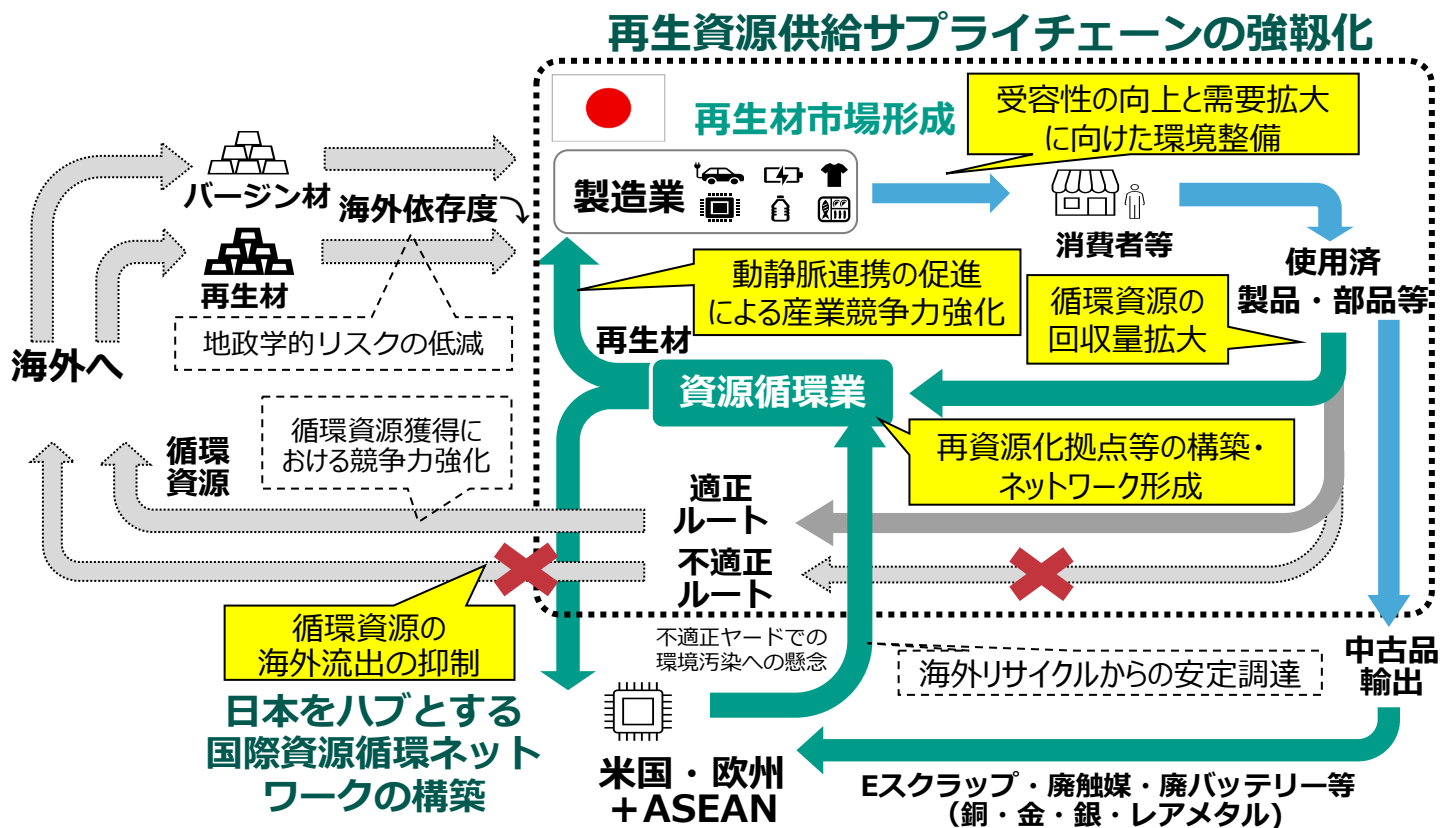 再生資源供給サプライチェーンの強靱化
再生材市場形成
受容性の向上と需要拡大
に向けた環境整備
製造業
消費者等
使用済
製品・部品等
バージン材
海外依存度
再生材
地政学的リスクの低減
海外へ
動静脈連携の促進
による産業競争力強化
循環資源の
回収量拡大
再生材
資源循環業
循環資源獲得に
おける競争力強化
循環
資源
再資源化拠点等の構築・
ネットワーク形成
適正
ルート
不適正
ルート
循環資源の
海外流出の抑制
不適正ヤードでの
環境汚染への懸念
海外リサイクルからの安定調達
中古品
輸出
日本をハブとする
国際資源循環ネット
ワークの構築
米国・欧州
+ASEAN
Eスクラップ・廃触媒・廃バッテリー等
(銅・金・銀・レアメタル)